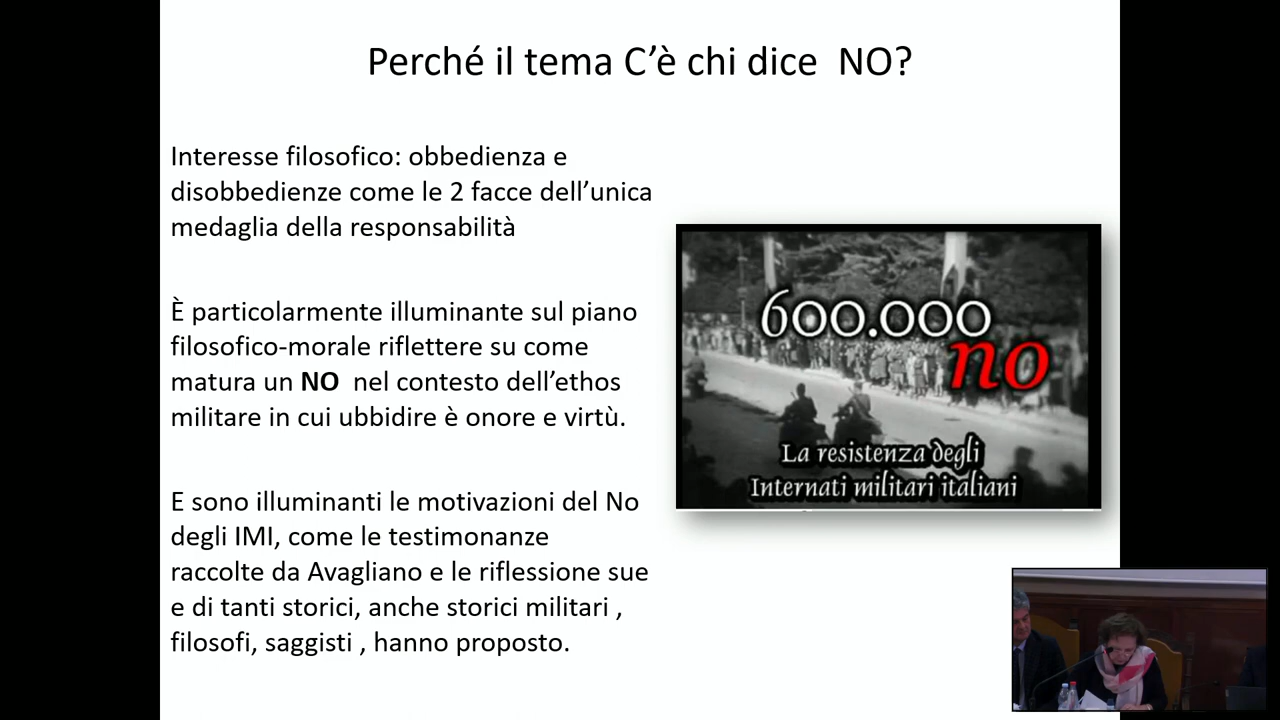 Perché il tema C’è chi dice  NO?
Interesse filosofico: obbedienza e
disobbedienze come le 2 facce dell’unica
medaglia della responsabilità
È particolarmente illuminante sul piano
filosofico-morale riflettere su come
matura un NO  nel contesto dell’ethos
militare in cui ubbidire è onore e virtù.
E sono illuminanti le motivazioni del No
degli IMI, come le testimonanze
raccolte da Avagliano e le riflessione sue
e di tanti storici, anche storici militari ,
filosofi, saggisti , hanno proposto.
600.000
no
La resistenza degli
Internati militari italiani